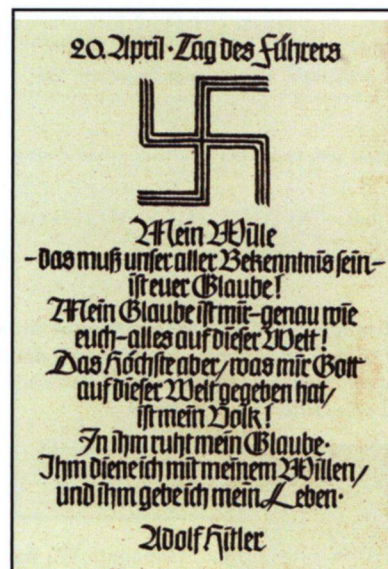 20. April · Tag des Führers
Mein Wille
– das muß unser aller Bekenntnis sein –
ist euer Glaube!
Mein Glaube ist mir – genau wie
euch – alles auf dieser Welt!
Das Höchste aber, was mir Gott
auf dieser Welt gegeben hat,
ist mein Volk!
In ihm ruht mein Glaube.
Ihm diene ich mit meinem Willen,
und ihm gebe ich mein Leben.
Adolf Hitler